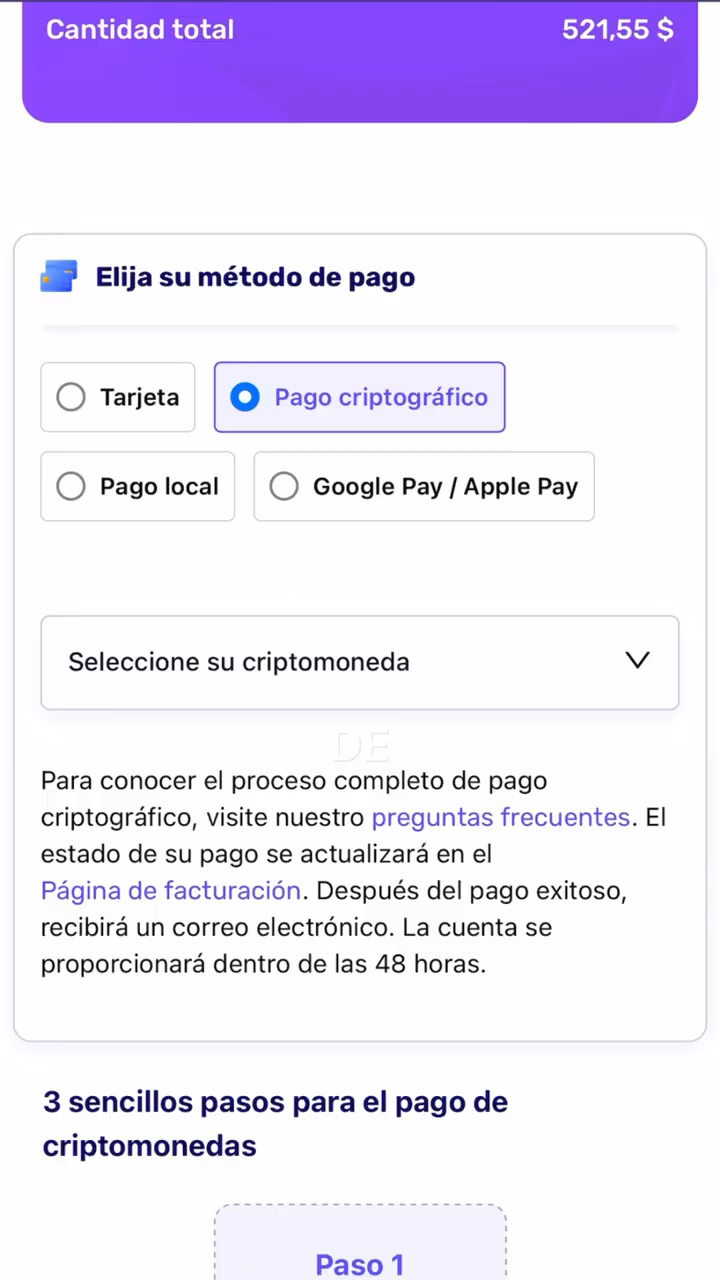 Cantidad total 521,55 $
Elija su método de pago
Tarjeta Pago criptográfico
Pago local Google Pay / Apple Pay
Seleccione su criptomoneda
DE
Para conocer el proceso completo de pago
criptográfico, visite nuestro preguntas frecuentes. El
estado de su pago se actualizará en el
Página de facturación. Después del pago exitoso,
recibirá un correo electrónico. La cuenta se
proporcionará dentro de las 48 horas.
3 sencillos pasos para el pago de
criptomonedas
Paso 1